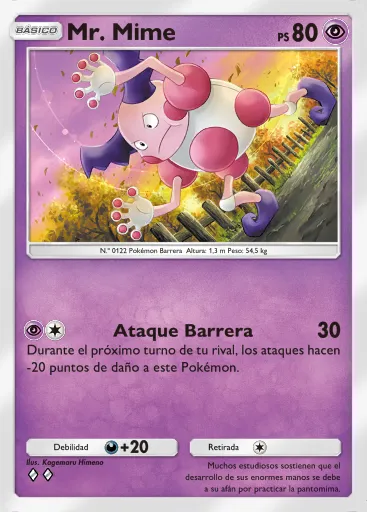 BÁSICO Mr. Mime PS 80
N.º 0122 Pokémon Barrera Altura: 1,3 m Peso: 54,5 kg
Ataque Barrera 30
Durante el próximo turno de tu rival, los ataques hacen
-20 puntos de daño a este Pokémon.
Debilidad +20 Retirada
Ilus. Kagemaru Himeno
Muchos estudiosos sostienen que el
desarrollo de sus enormes manos se debe
a su afán por practicar la pantomima.